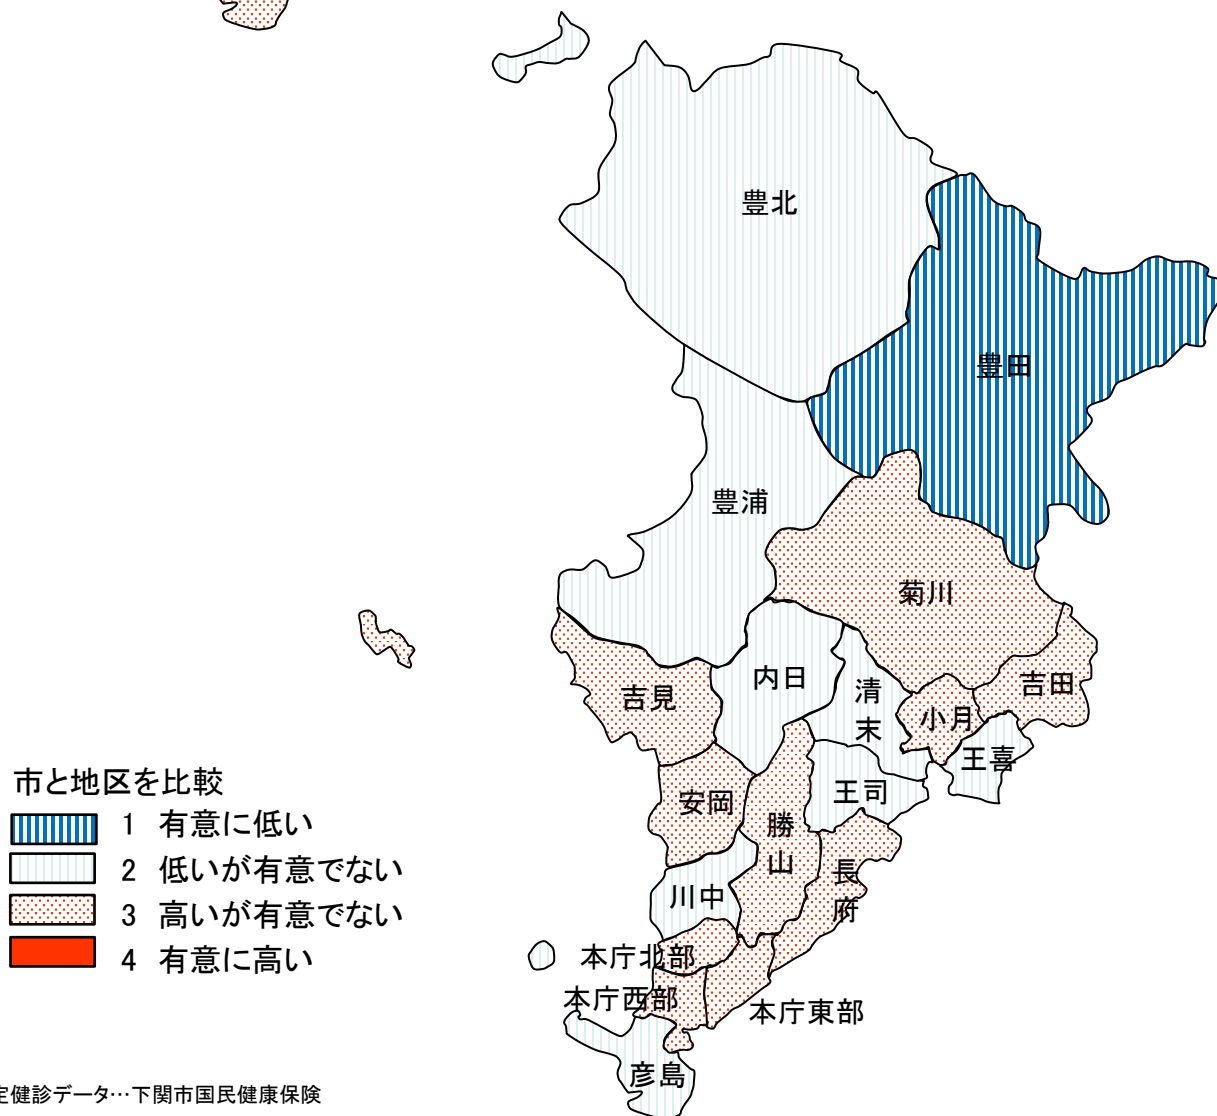 豊北
豊田
豊浦
菊川
内日
清末
吉見
小月
吉田
王喜
安岡
王司
勝山
長府
川中
本庁北部
本庁西部
本庁東部
彦島
市と地区を比較
1 有意に低い
2 低いが有意でない
3 高いが有意でない
4 有意に高い
定健診データ…下関市国民健康保険